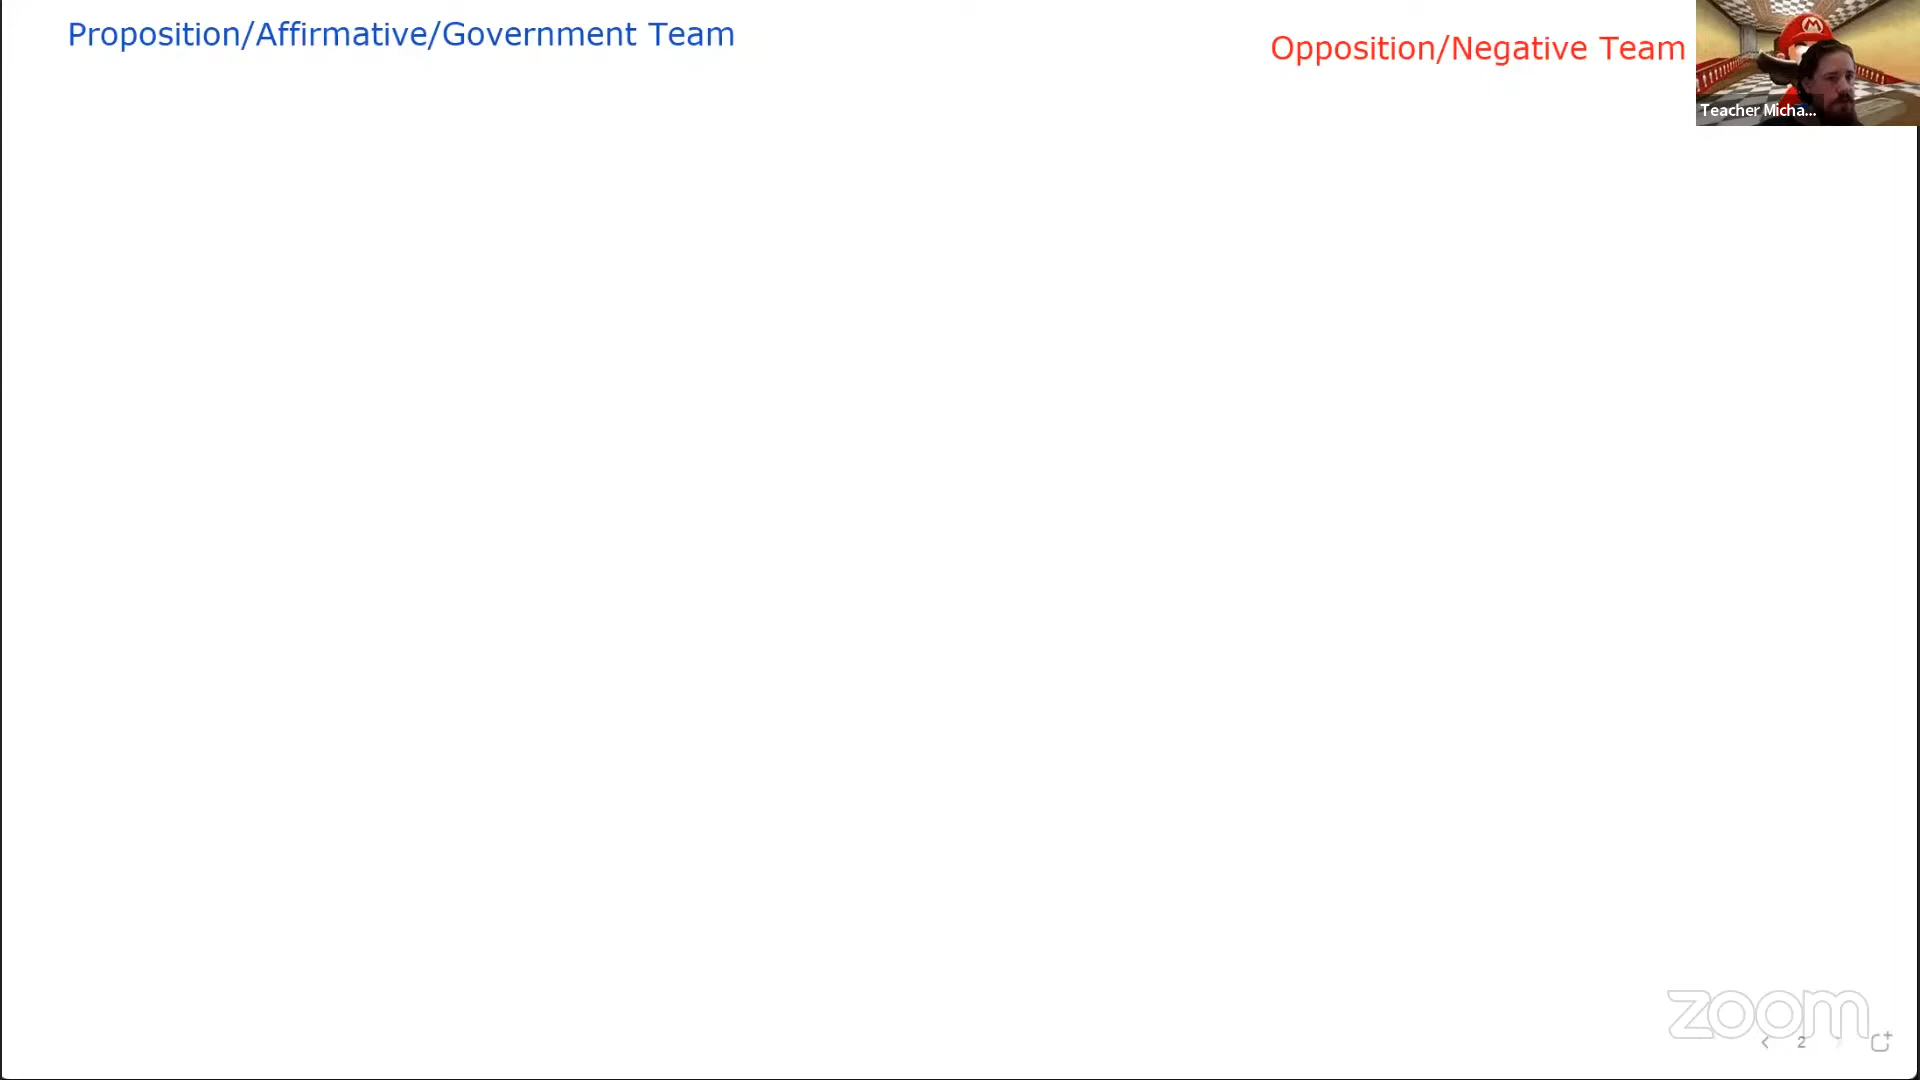 Proposition/Affirmative/Government Team
Opposition/Negative Team
M
Teacher Micha...
zoom
2